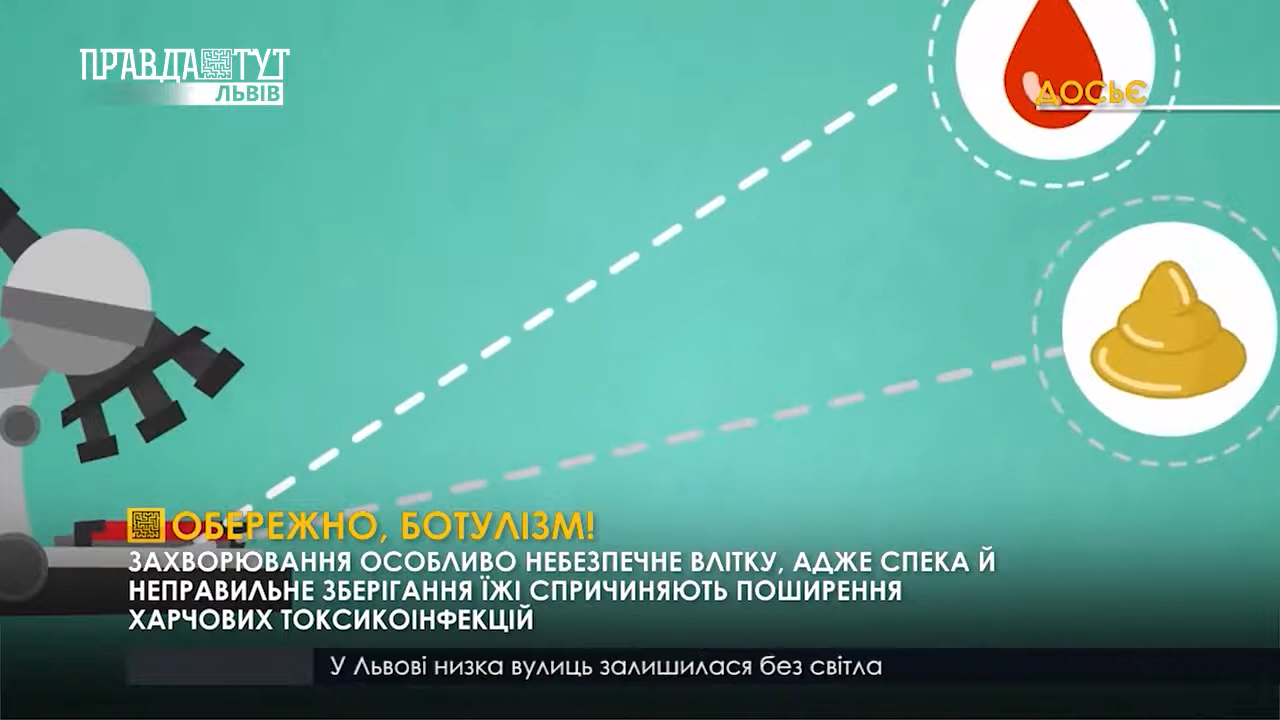 ПРАВДА ТУТ
ЛЬВІВ
ДОСЬЄ
ОБЕРЕЖНО, БОТУЛІЗМ!
ЗАХВОРЮВАННЯ ОСОБЛИВО НЕБЕЗПЕЧНЕ ВЛІТКУ, АДЖЕ СПЕКА Й
НЕПРАВИЛЬНЕ ЗБЕРІГАННЯ ЇЖІ СПРИЧИНЯЮТЬ ПОШИРЕННЯ
ХАРЧОВИХ ТОКСИКОІНФЕКЦІЙ
У Львові низка вулиць залишилася без світла